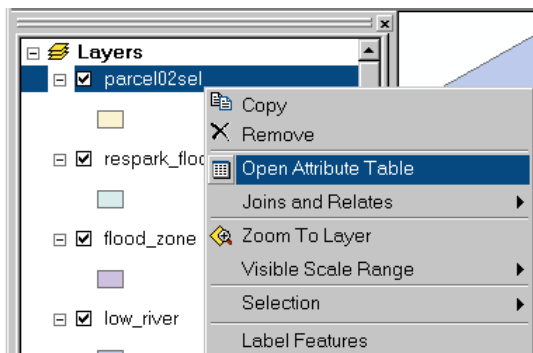 Layers
parcel02sel
Copy
Remove
respark_floo
Open Attribute Table
Joins and Relates
flood_zone
Zoom To Layer
Visible Scale Range
Selection
low_river
Label Features